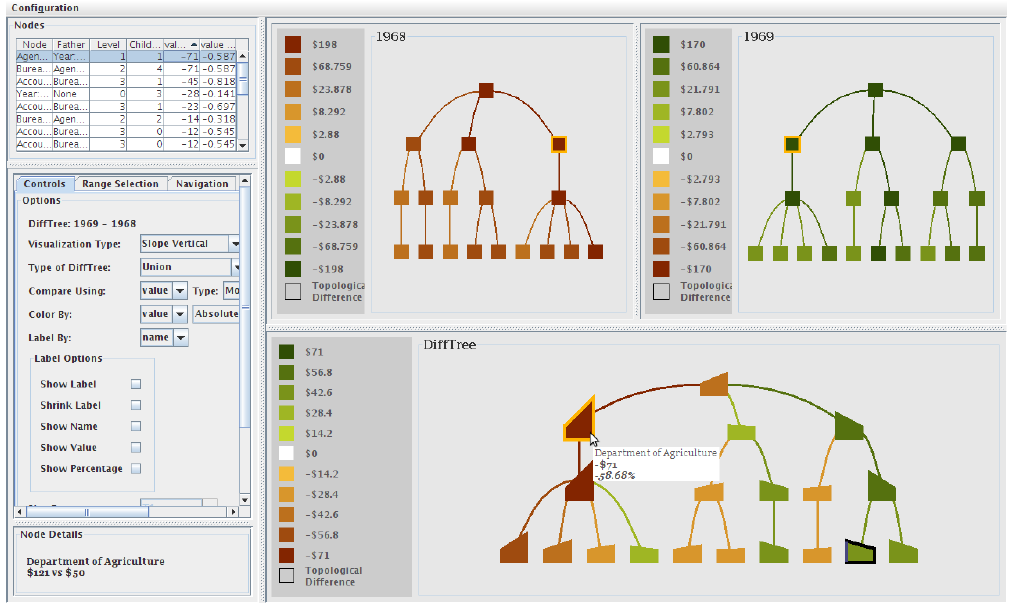 Configuration
Nodes
Node Father Level Child... val... value ...
Agen... Year:... 1 1 -71 -0.587
Burea... Agen... 2 4 -71 -0.587
Accou... Burea... 3 1 -45 -0.818
Year:... None 0 3 -28 -0.141
Accou... Burea... 3 1 -23 -0.697
Burea... Agen... 2 2 -14 -0.318
Accou... Burea... 3 0 -12 -0.545
Accou... Burea... 3 0 -12 -0.545
Controls Range Selection Navigation
Options
DiffTree: 1969 - 1968
Visualization Type: Slope Vertical
Type of DiffTree: Union
Compare Using: value Type: Mo
Color By: value Absolute
Label By: name
Label Options
Show Label
Shrink Label
Show Name
Show Value
Show Percentage
Node Details
Department of Agriculture
$121 vs $50
1968
$198
$68.759
$23.878
$8.292
$2.88
$0
-$2.88
-$8.292
-$23.878
-$68.759
-$198
Topologica
Difference
1969
$170
$60.864
$21.791
$7.802
$2.793
$0
-$2.793
-$7.802
-$21.791
-$60.864
-$170
Topologic
Difference
DiffTree
$71
$56.8
$42.6
$28.4
$14.2
$0
-$14.2
-$28.4
-$42.6
-$56.8
-$71
Topological
Difference
Department of Agriculture
-$71
-58.68%